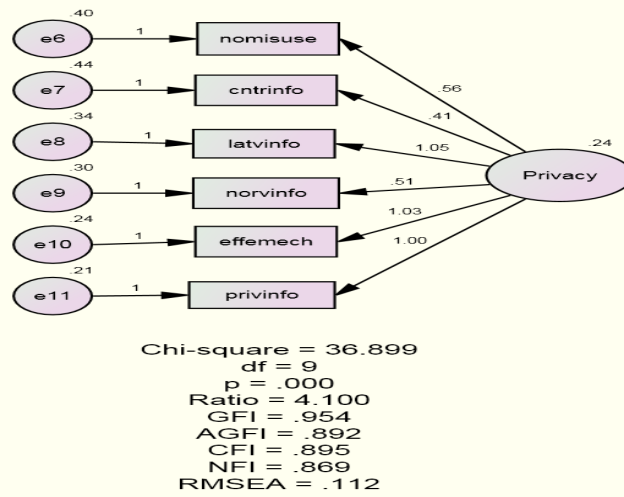 .40
e6 1 nomisuse
.44
e7 1 cntrinfo
.34
e8 1 latvinfo
.30
e9 1 norvinfo
.24
e10 1 effemech
.21
e11 1 privinfo
.56
.41
1.05
.51
1.03
1.00
.24
Privacy
Chi-square = 36.899
df = 9
p = .000
Ratio = 4.100
GFI = .954
AGFI = .892
CFI = .895
NFI = .869
RMSEA = .112